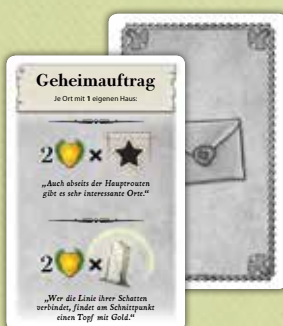 Geheimauftrag
Je Ort mit 1 eigenen Haus:
2 ×
„Auch abseits der Hauptrouten
gibt es sehr interessante Orte.“
2 ×
„Wer die Linie ihrer Schatten
verbindet, findet am Schnittpunkt
einen Topf mit Gold.“